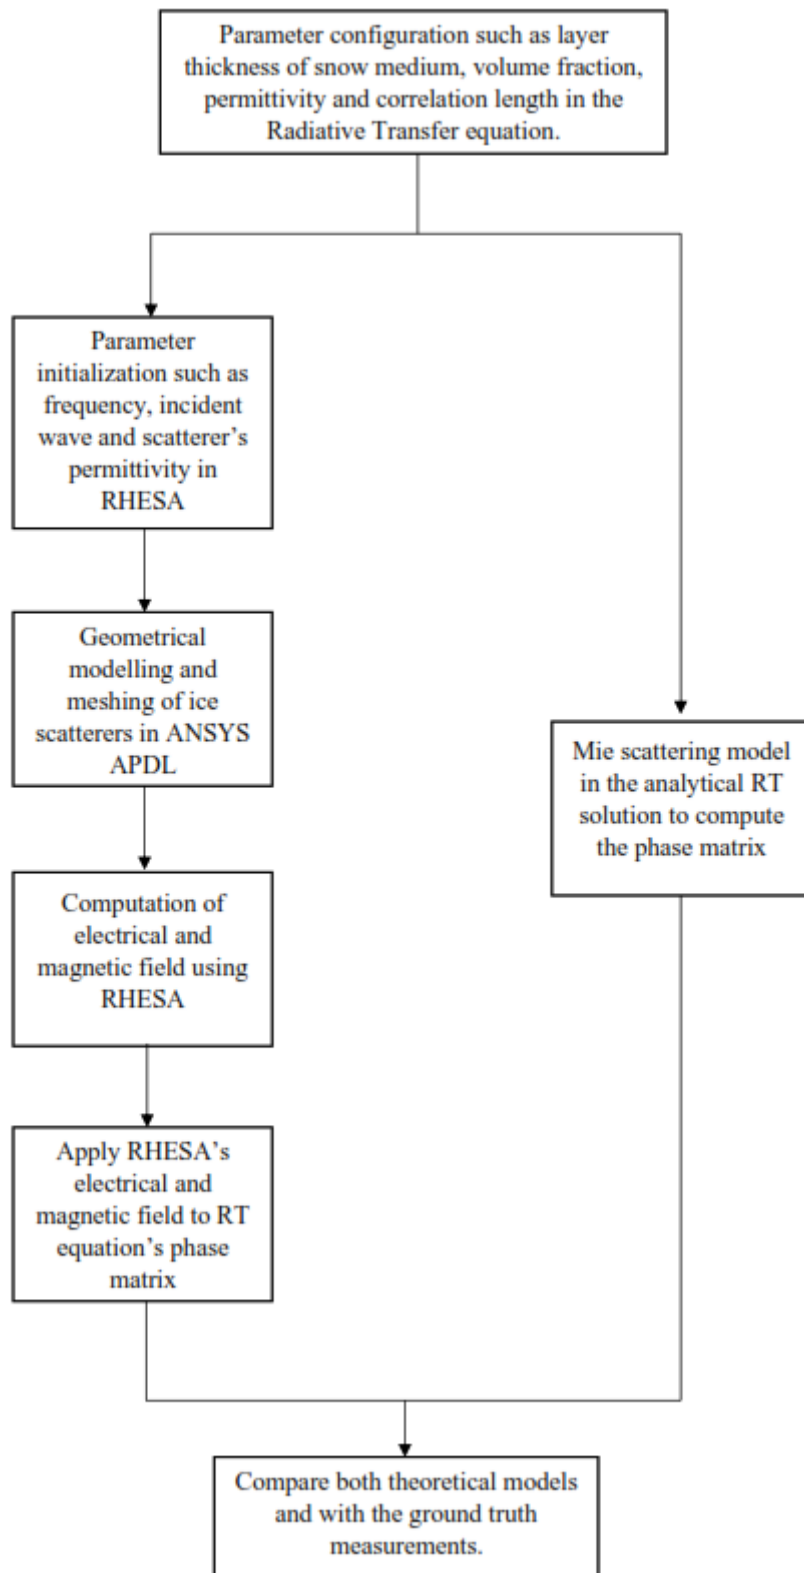 Parameter configuration such as layer
thickness of snow medium, volume fraction,
permittivity and correlation length in the
Radiative Transfer equation.
Parameter
initialization such as
frequency, incident
wave and scatterer's
permittivity in
RHESA
Geometrical
modelling and
meshing of ice
scatterers in ANSYS
APDL
Mie scattering model
in the analytical RT
solution to compute
the phase matrix
Computation of
electrical and
magnetic field using
RHESA
Apply RHESA's
electrical and
magnetic field to RT
equation's phase
matrix
Compare both theoretical models
and with the ground truth
measurements.